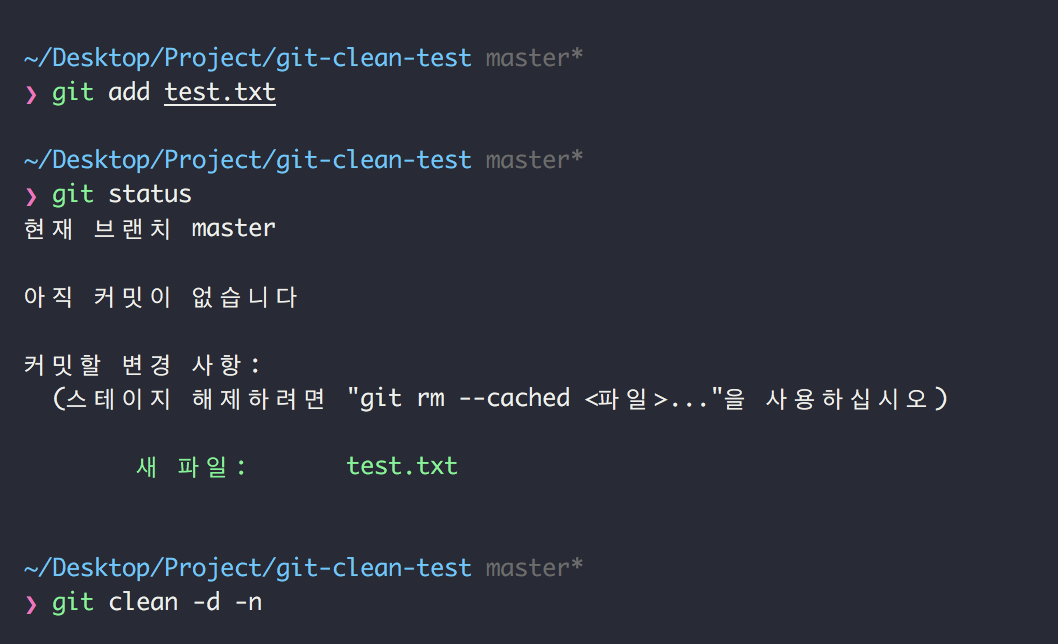 ~/Desktop/Project/git-clean-test master*
❯ git add test.txt
~/Desktop/Project/git-clean-test master*
❯ git status
현재 브랜치 master
아직 커밋이 없습니다
커밋할 변경 사항:
(스테이지 해제하려면 "git rm --cached <파일>..."을 사용하십시오)
새 파일: test.txt
~/Desktop/Project/git-clean-test master*
❯ git clean -d -n